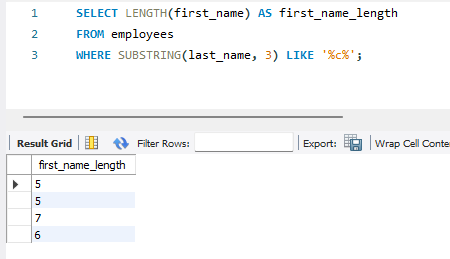 1 SELECT LENGTH(first_name) AS first_name_length
2 FROM employees
3 WHERE SUBSTRING(last_name, 3) LIKE '%c%';
Result Grid Filter Rows: Export: Wrap Cell Conte
first_name_length
5
5
7
6